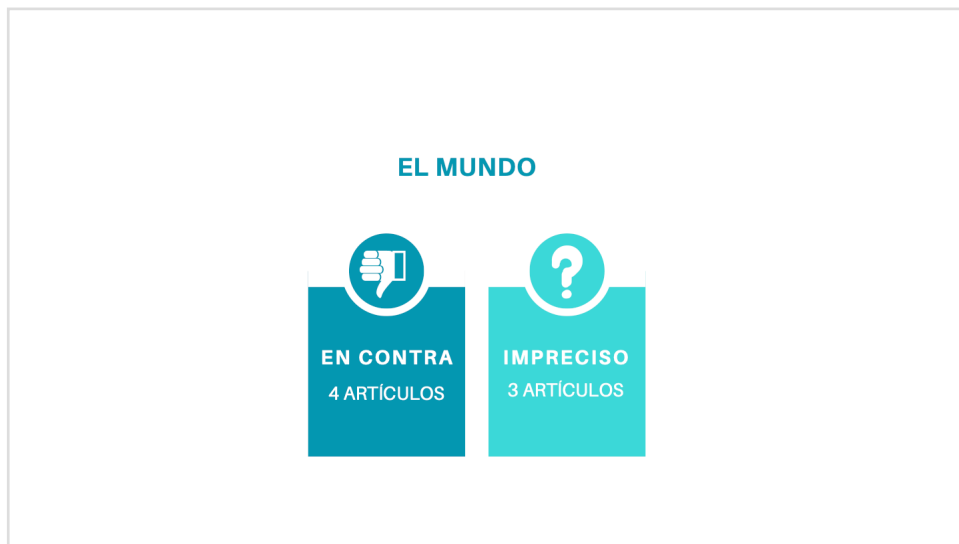 EL MUNDO
EN CONTRA
4 ARTÍCULOS
IMPRECISO
3 ARTÍCULOS